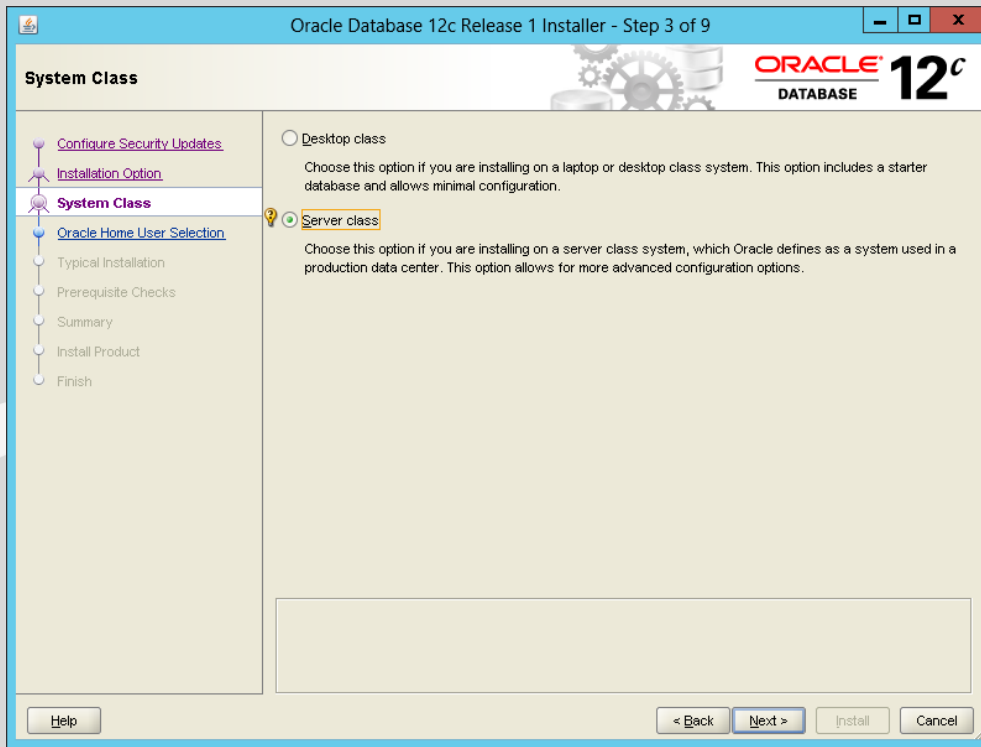 Oracle Database 12c Release 1 Installer - Step 3 of 9
System Class
ORACLE
DATABASE
12c
Configure Security Updates
Installation Option
System Class
Oracle Home User Selection
Typical Installation
Prerequisite Checks
Summary
Install Product
Finish
Desktop class
Choose this option if you are installing on a laptop or desktop class system. This option includes a starter
database and allows minimal configuration.
Server class
Choose this option if you are installing on a server class system, which Oracle defines as a system used in a
production data center. This option allows for more advanced configuration options.
Help
< Back
Next >
Install
Cancel